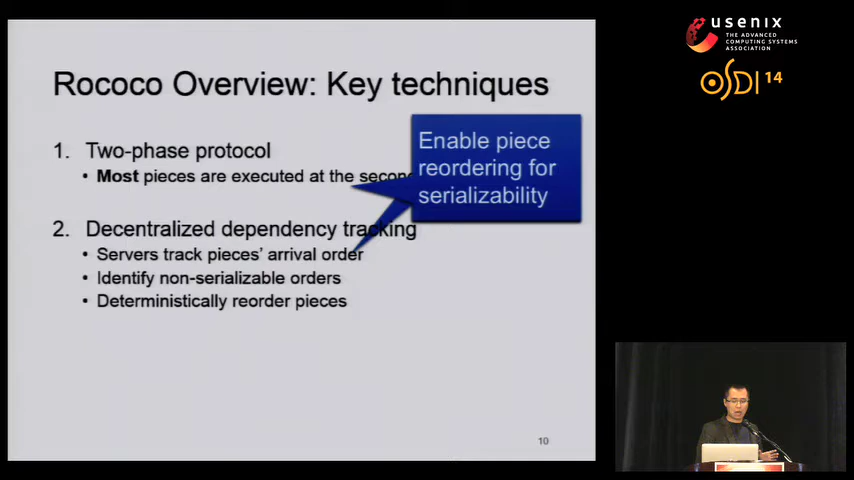 Rococo Overview: Key techniques
1. Two-phase protocol
• Most pieces are executed at the secon
2. Decentralized dependency tracking
• Servers track pieces' arrival order
• Identify non-serializable orders
• Deterministically reorder pieces
Enable piece
reordering for
serializability
10
usenix
THE ADVANCED
COMPUTING SYSTEMS
ASSOCIATION
OSDI 14